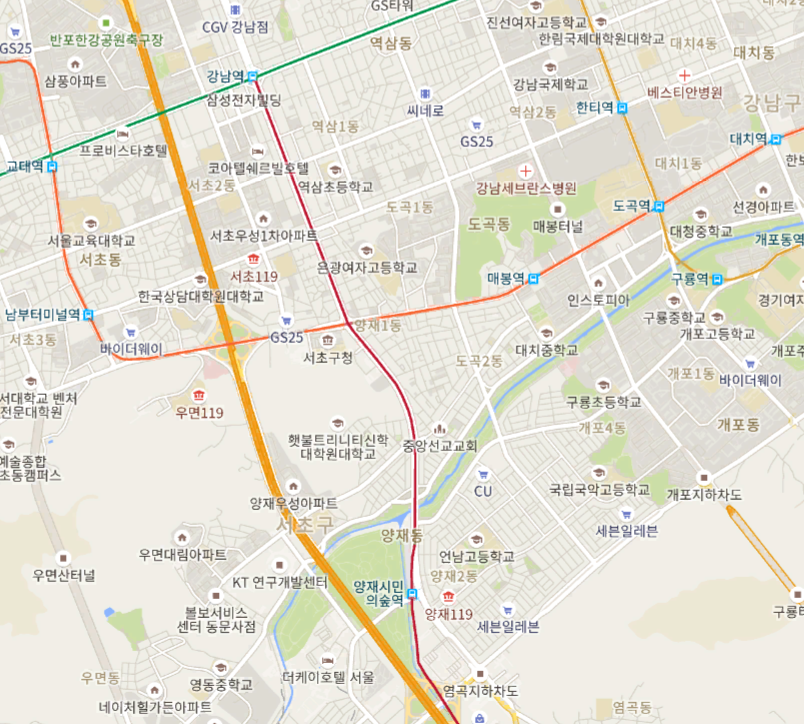 GS타워
대치2동
CGV 강남점
진선여자고등학교
GS25
반포한강공원축구장
역삼동
한림국제대학원대학교
대치4동
대치동
강남역
삼풍아파트
강남국제학교
베스티안병원
삼성전자빌딩
씨네로
한티역
강남구
역삼1동
역삼2동
GS25
대치역
프로비스타호텔
교대역
코아텔쉐르빌호텔
대치1동
서초2동
역삼초등학교
강남세브란스병원
도곡1동
도곡역
선경아파트
도곡동
매봉터널
대청중학교
서울교육대학교
서초우성1차아파트
개포동역
서초동
서초119
은광여자고등학교
매봉역
구룡역
한국상담대학원대학교
인스토피아
경기여자
남부터미널역
구룡중학교
개포고등학교
서초3동
바이더웨이
GS25
양재1동
서초구청
대치중학교
도곡2동
개포1동
바이더웨이
서대학교 벤처
전문대학원
우면119
구룡초등학교
개포4동
개포동
횃불트리니티신학
대학원대학교
중앙선교교회
예술종합
초동캠퍼스
CU
국립국악고등학교
개포지하차도
양재우성아파트
서초구
세븐일레븐
양재동
우면대림아파트
언남고등학교
우면산터널
KT 연구개발센터
양재시민
의숲역
양재2동
볼보서비스
센터 동문사점
양재119
세븐일레븐
우면동
영동중학교
더케이호텔 서울
염곡지하차도
네이처힐가든아파트
염곡동